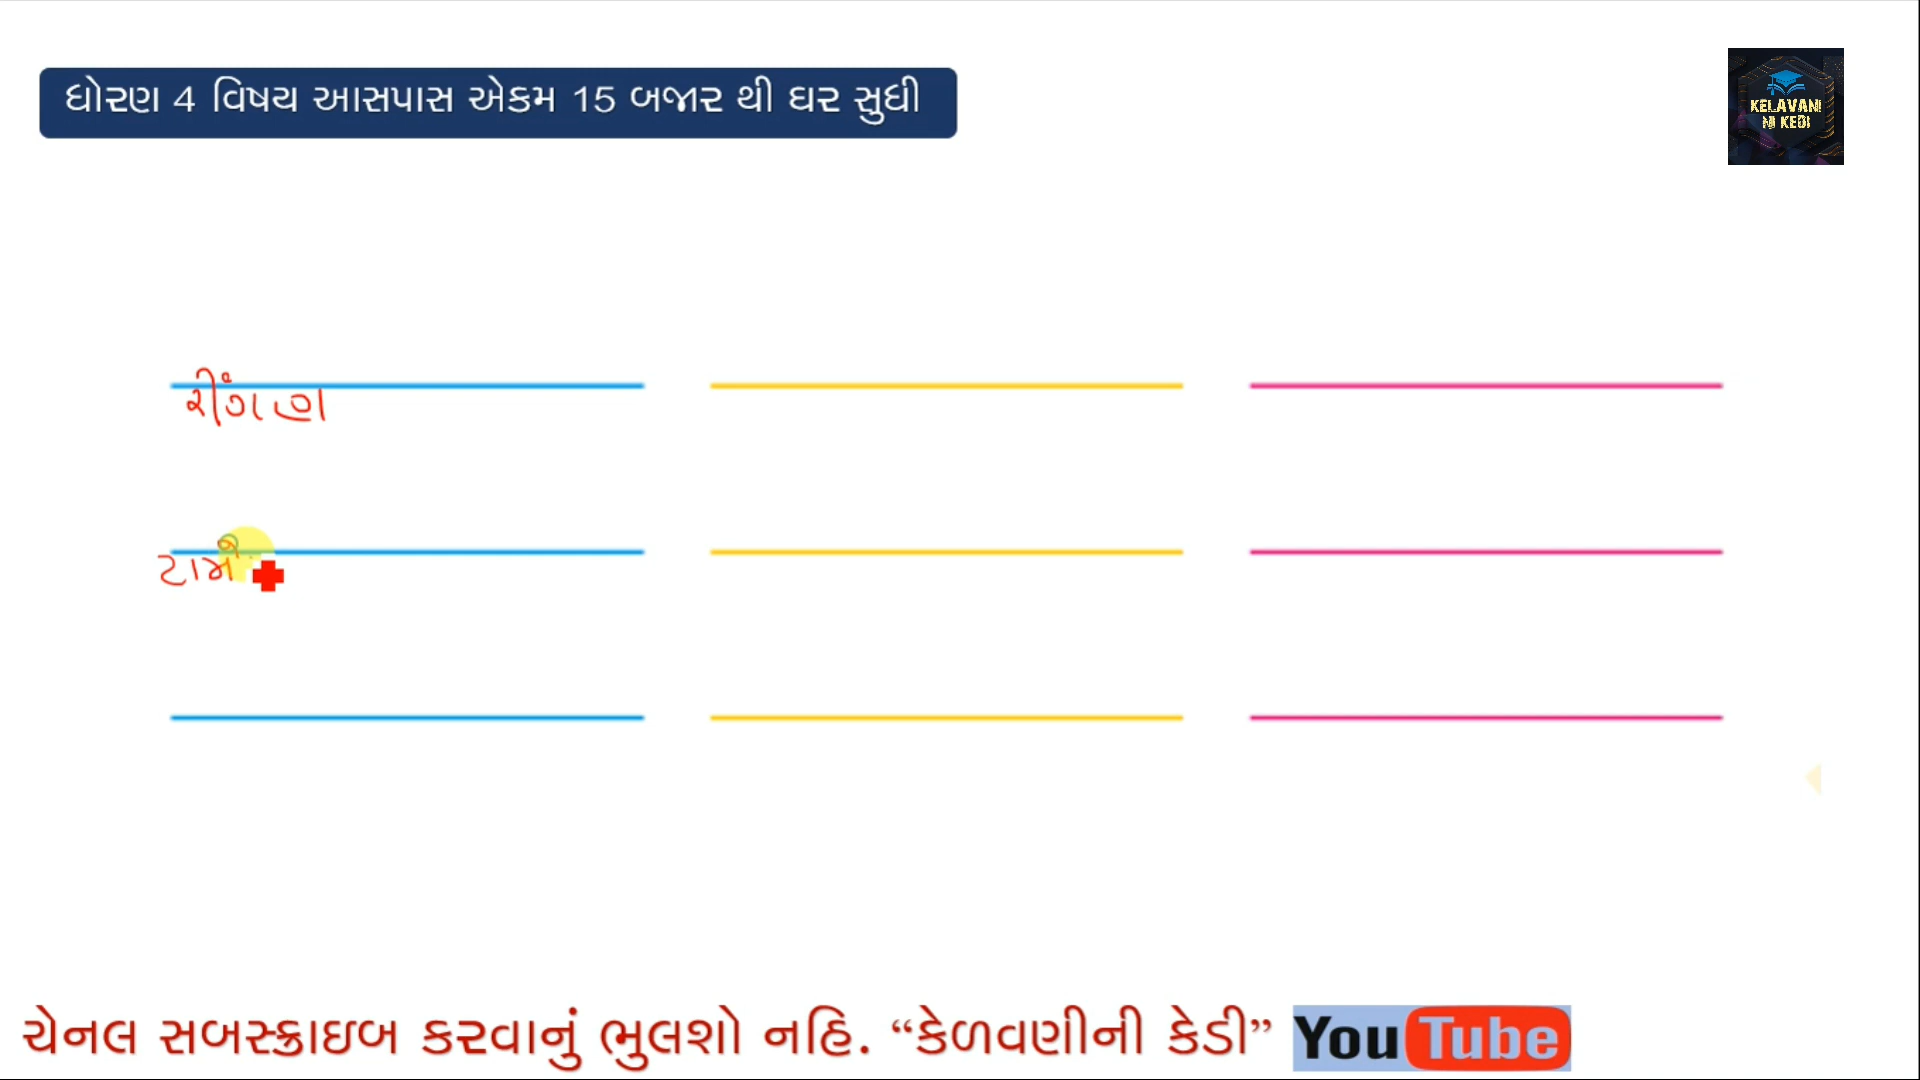 ધોરણ 4 વિષય આસપાસ એકમ 15 બજાર થી ઘર સુધી
KELAVANI
NI KEDI
રીંગણ
ટામે
ચેનલ સબસ્ક્રાઇબ કરવાનું ભુલશો નહિ. “કેળવણીની કેડી” YouTube